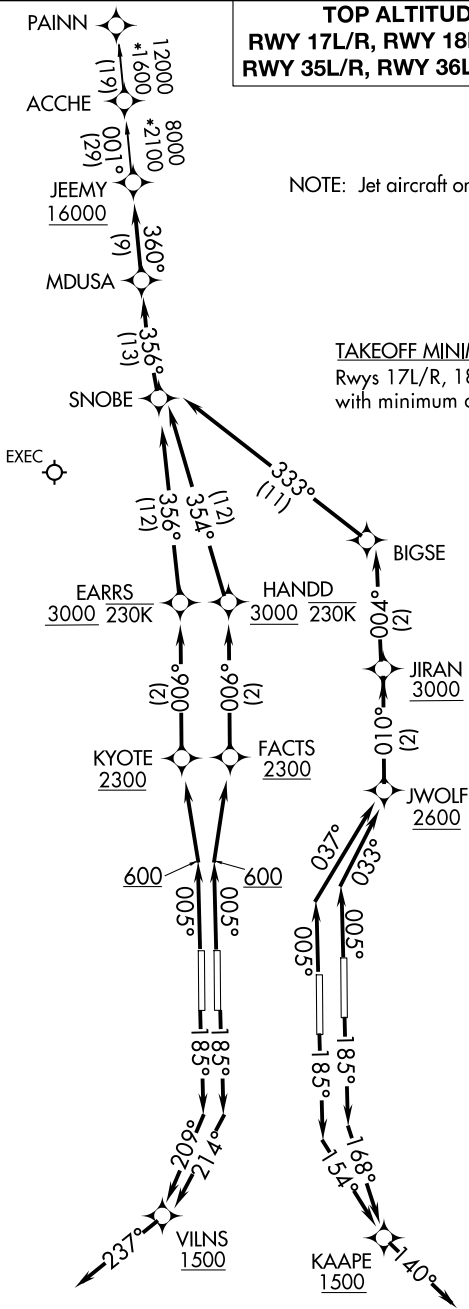 PAINN
TOP ALTITUD
RWY 17L/R, RWY 18
RWY 35L/R, RWY 36L
12000
*1600
(19)
ACCHE
8000
*2100
001°
(29)
JEEMY
16000
NOTE: Jet aircraft or
360°
(9)
MDUSA
356°
(13)
TAKEOFF MINIM
Rwys 17L/R, 18
with minimum c
SNOBE
EXEC
333°
(11)
356°
(12)
354°
(12)
BIGSE
EARRS
3000 230K
HANDD
3000 230K
004°
(2)
JIRAN
3000
006°
(2)
006°
(2)
010°
(2)
KYOTE
2300
FACTS
2300
JWOLF
2600
037°
033°
600
600
005°
005°
005°
005°
185°
185°
185°
185°
209°
214°
154°
168°
VILNS
1500
237°
KAAPE
1500
140°